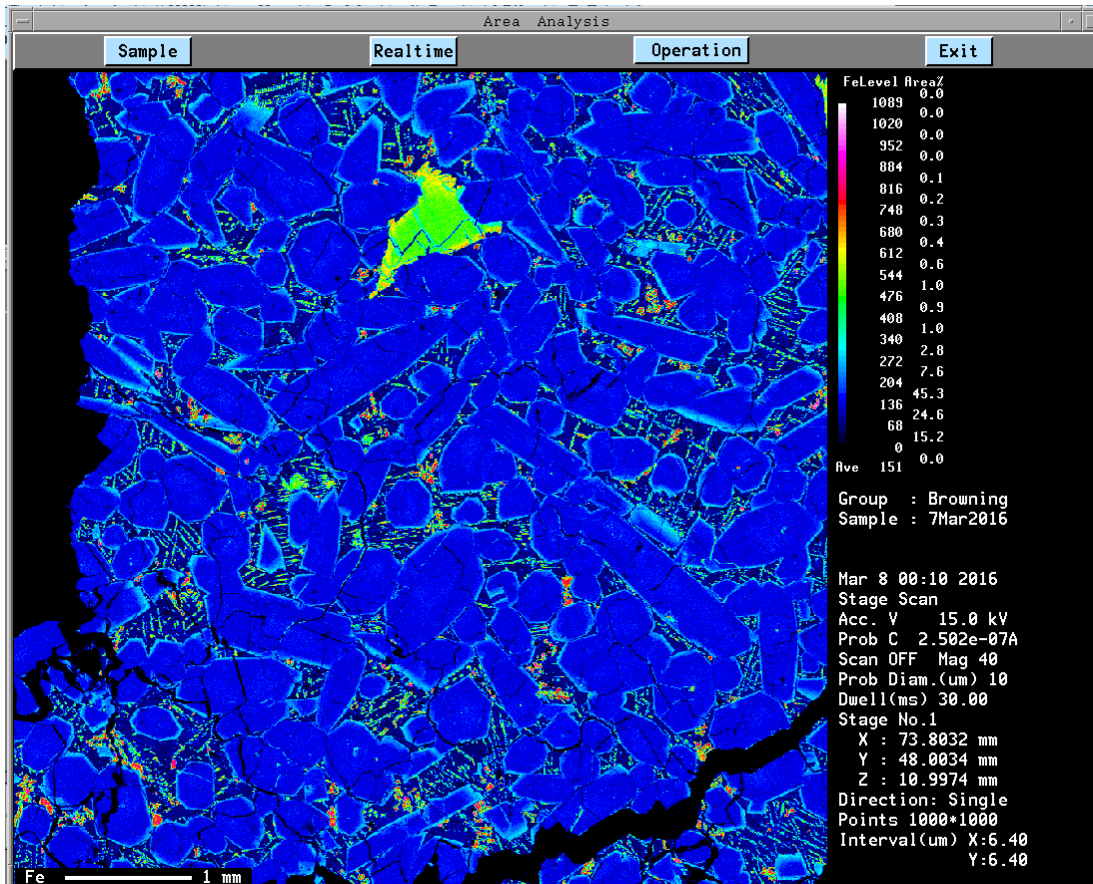 Area Analysis
Sample Realtime Operation Exit
FeLevel Area%
0.0
1089
0.0
1020
0.0
952
0.0
884
0.1
816
0.2
748
0.3
680
0.4
612
0.6
544
1.0
476
0.9
408
1.0
340
2.8
272
7.6
204
45.3
136
24.6
68
15.2
0
0.0
Ave 151
Group : Browning
Sample : 7Mar2016
Mar 8 00:10 2016
Stage Scan
Acc. V 15.0 kV
Prob C 2.502e-07A
Scan OFF Mag 40
Prob Diam.(um) 10
Dwell(ms) 30.00
Stage No.1
X : 73.8032 mm
Y : 48.0034 mm
Z : 10.9974 mm
Direction: Single
Points 1000*1000
Interval(um) X:6.40
Y:6.40
Fe 1 mm